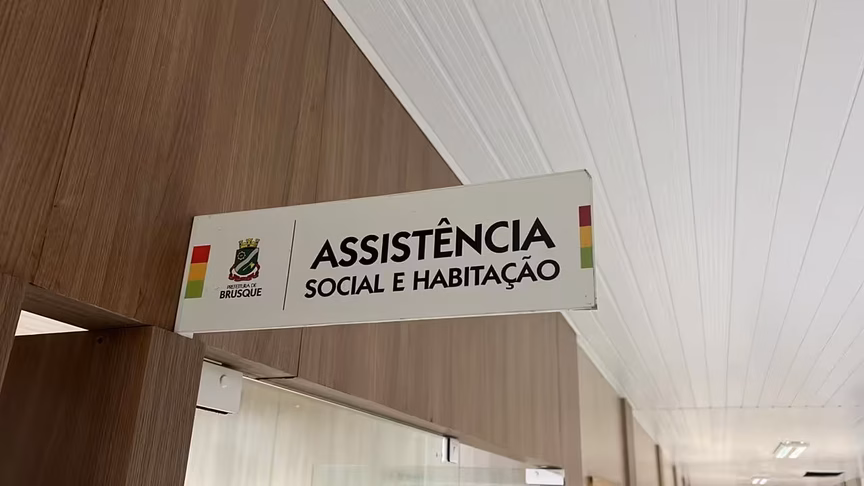 PREFEITURA DE
BRUSQUE
ASSISTÊNCIA
SOCIAL E HABITAÇÃO